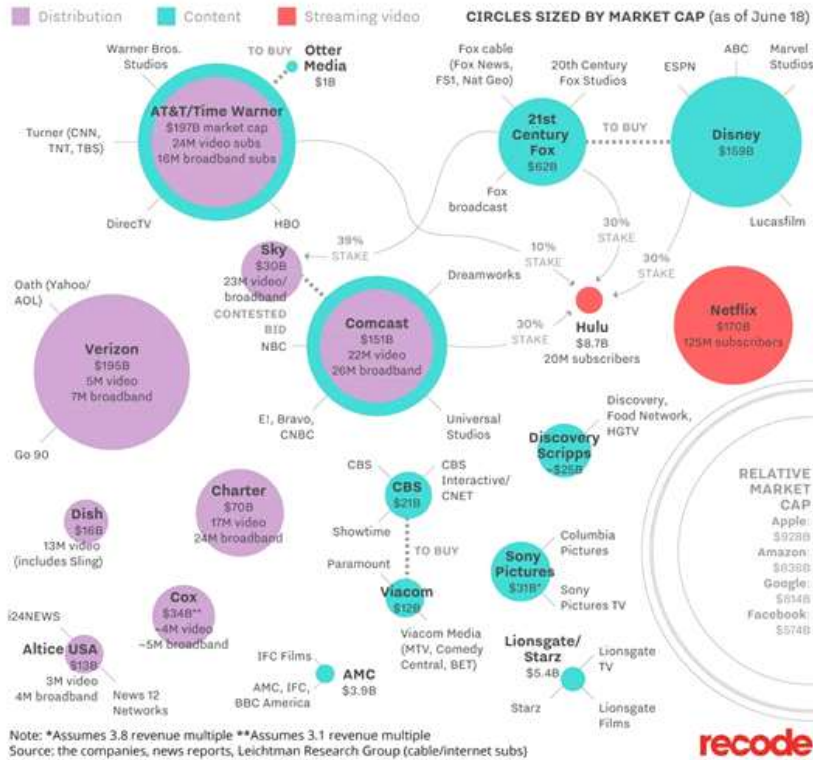 Distribution
Content
Streaming video
CIRCLES SIZED BY MARKET CAP (as of June 18)
Warner Bros.
Studios
TO BUY
Otter
Media
$1B
AT&T/Time Warner
$197B market cap
24M video subs
16M broadband subs
Turner (CNN,
TNT, TBS)
DirecTV
HBO
Fox cable
(Fox News,
FS1, Nat Geo)
20th Century
Fox Studios
21st
Century
Fox
$62B
Fox
broadcast
TO BUY
ESPN
ABC
Marvel
Studios
Disney
$159B
Lucasfilm
39%
STAKE
10%
STAKE
30%
STAKE
30%
STAKE
Sky
$30B
23M video/
broadband
CONTESTED
BID
Dreamworks
Comcast
$151B
22M video
26M broadband
NBC
E!, Bravo,
CNBC
Universal
Studios
30%
STAKE
Hulu
$8.7B
20M subscribers
Netflix
$170B
125M subscribers
Oath (Yahoo/
AOL)
Verizon
$195B
5M video
7M broadband
Go 90
Discovery,
Food Network,
HGTV
Discovery
Scripps
~$25B
Dish
$16B
13M video
(includes Sling)
Charter
$70B
17M video
24M broadband
CBS
CBS
Interactive/
CNET
CBS
$21B
Showtime
TO BUY
Paramount
Viacom
$12B
Viacom Media
(MTV, Comedy
Central, BET)
Columbia
Pictures
Sony
Pictures
$31B*
Sony
Pictures TV
RELATIVE
MARKET
CAP
Apple:
$928B
Amazon:
$836B
Google:
$814B
Facebook:
$574B
Cox
$34B**
~4M video
~5M broadband
i24NEWS
Altice USA
$13B
3M video
4M broadband
News 12
Networks
IFC Films
AMC
$3.9B
AMC, IFC,
BBC America
Lionsgate/
Starz
$5.4B
Lionsgate
TV
Starz
Lionsgate
Films
Note: *Assumes 3.8 revenue multiple **Assumes 3.1 revenue multiple
Source: the companies, news reports, Leichtman Research Group (cable/internet subs)
recode